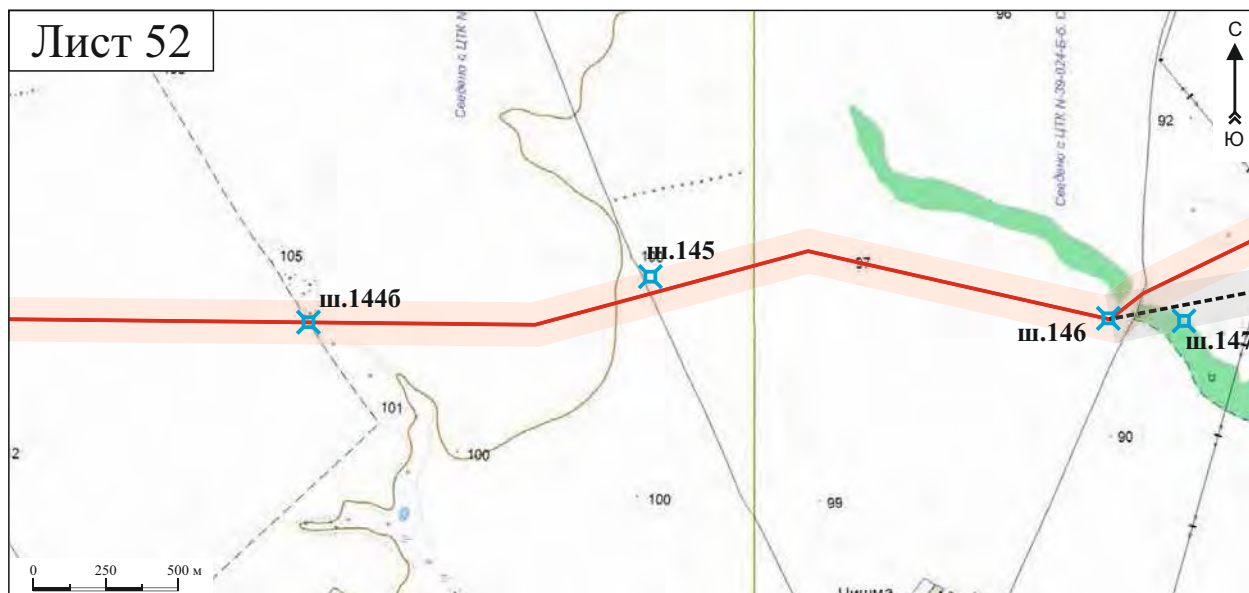 Лист 52
Сведено с ЦТК N
96
Сведено с ЦТК N-39-024-Б-б. С
С
Ю
92
105
ш.144б
ш.145
97
ш.146
ш.147
101
100
90
2
100
99
0 250 500 м